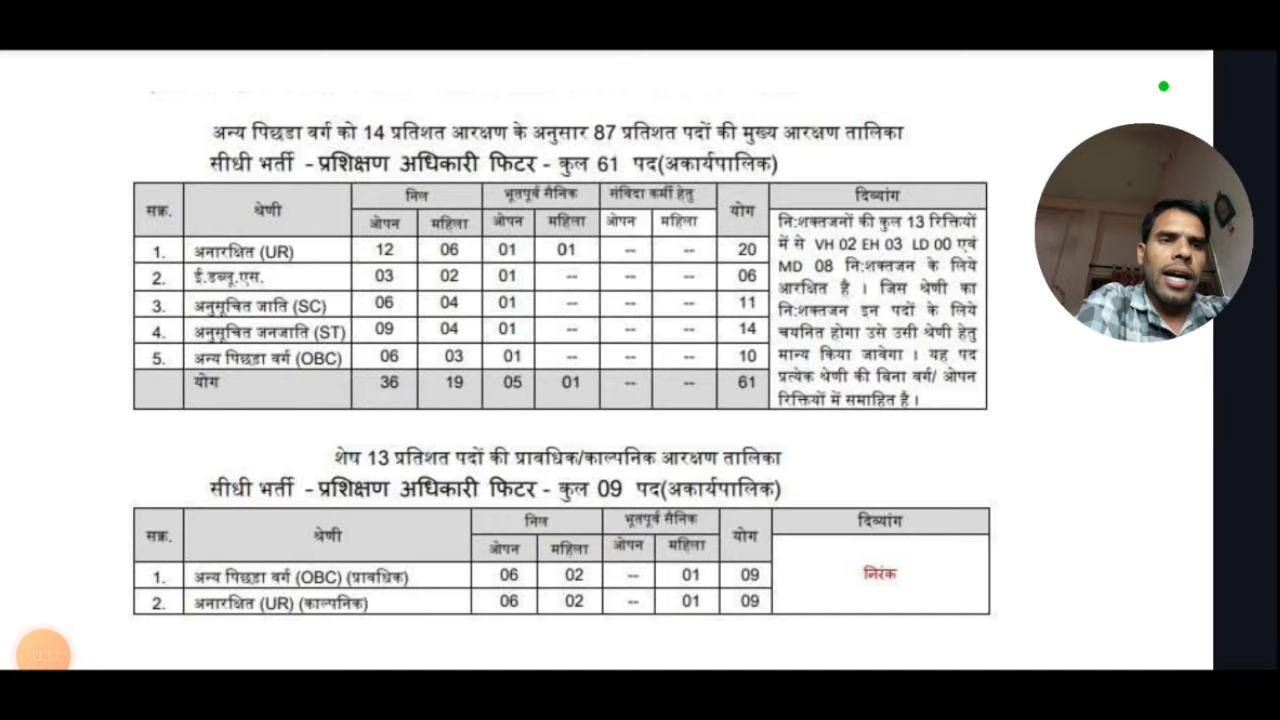 अन्य पिछडा वर्ग को 14 प्रतिशत आरक्षण के अनुसार 87 प्रतिशत पदों की मुख्य आरक्षण तालिका
सीधी भर्ती - प्रशिक्षण अधिकारी फिटर - कुल 61 पद(अकार्यपालिक)
सक्र. श्रेणी निल भूतपूर्व सैनिक संविदा कर्मी हेतु योग दिव्यांग
ओपन महिला ओपन महिला ओपन महिला
1. अनारक्षित (UR) 12 06 01 01 -- -- 20
2. ई.डब्लू.एस. 03 02 01 -- -- -- 06
3. अनुसूचित जाति (SC) 06 04 01 -- -- -- 11
4. अनुसूचित जनजाति (ST) 09 04 01 -- -- -- 14
5. अन्य पिछड़ा वर्ग (OBC) 06 03 01 -- -- -- 10
योग 36 19 05 01 -- -- 61
नि:शक्तजनों की कुल 13 रिक्तियों
में से VH 02 EH 03 LD 00 एवं
MD 08 नि:शक्तजन के लिये
आरक्षित है । जिस श्रेणी का
नि:शक्तजन इन पदों के लिये
चयनित होगा उसे उसी श्रेणी हेतु
मान्य किया जावेगा । यह पद
प्रत्येक श्रेणी की बिना वर्ग/ ओपन
रिक्तियों में समाहित है ।
शेष 13 प्रतिशत पदों की प्रावधिक/काल्पनिक आरक्षण तालिका
सीधी भर्ती - प्रशिक्षण अधिकारी फिटर - कुल 09 पद(अकार्यपालिक)
सक्र. श्रेणी निल भूतपूर्व सैनिक योग दिव्यांग
ओपन महिला ओपन महिला
1. अन्य पिछड़ा वर्ग (OBC) (प्रावधिक) 06 02 -- 01 09
2. अनारक्षित (UR) (काल्पनिक) 06 02 -- 01 09
निरंक